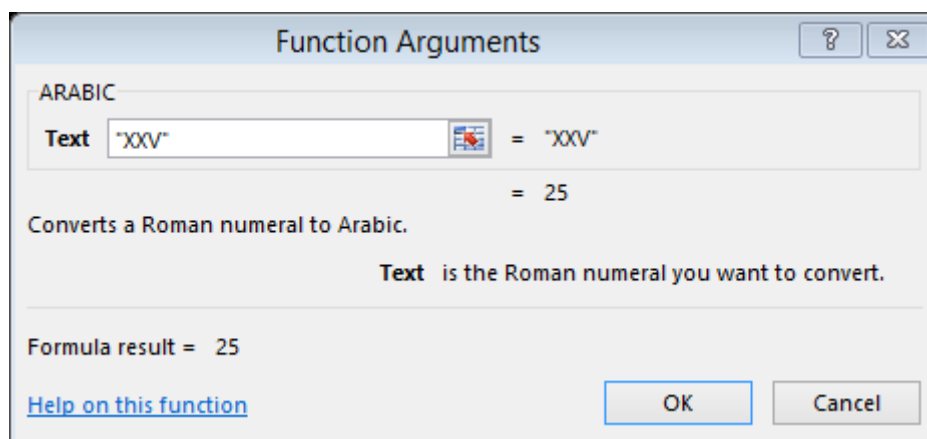 Function Arguments
ARABIC
Text "XXV" = "XXV"
= 25
Converts a Roman numeral to Arabic.
Text is the Roman numeral you want to convert.
Formula result = 25
Help on this function OK Cancel